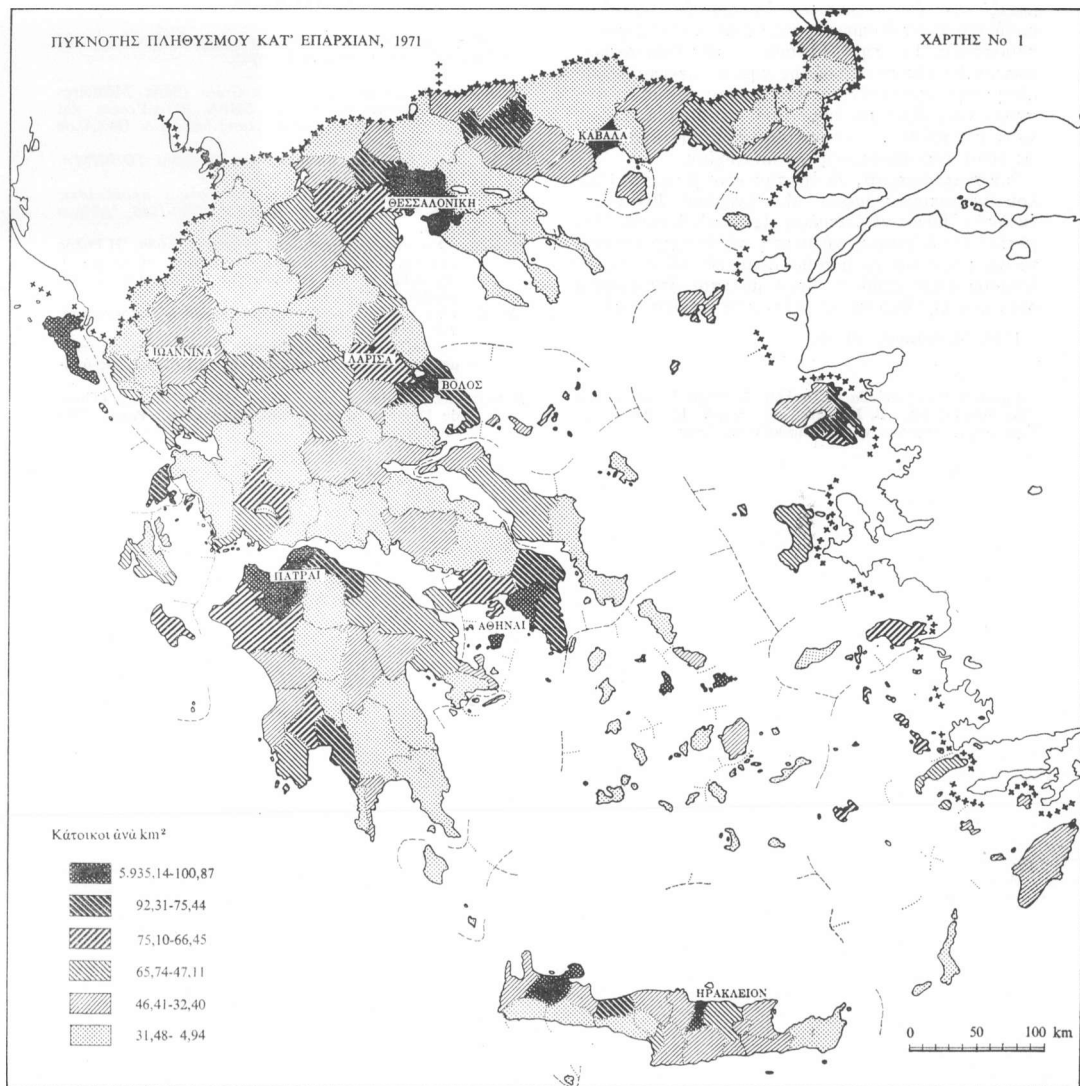 ΠΥΚΝΟΤΗΣ ΠΛΗΘΥΣΜΟΥ ΚΑΤ' ΕΠΑΡΧΙΑΝ, 1971
ΧΑΡΤΗΣ Νο 1
ΚΑΒΑΛΑ
ΘΕΣΣΑΛΟΝΙΚΗ
ΙΩΑΝΝΙΝΑ
ΛΑΡΙΣΑ
ΒΟΛΟΣ
ΠΑΤΡΑΙ
ΑΘΗΝΑΙ
Κάτοικοι ἀνά km²
5.935,14-100,87
92,31-75,44
75,10-66,45
65,74-47,11
46,41-32,40
31,48- 4,94
ΗΡΑΚΛΕΙΟΝ
0 50 100 km